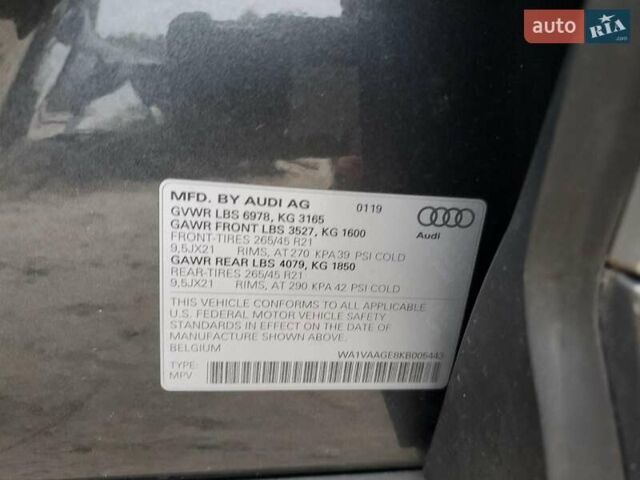 auto RIA.com
MFD. BY AUDI AG 0119
GVWR LBS 6978, KG 3165
GAWR FRONT LBS 3527, KG 1600
FRONT-TIRES 265/45 R21
9,5JX21 RIMS, AT 270 KPA 39 PSI COLD
GAWR REAR LBS 4079, KG 1850
REAR-TIRES 265/45 R21
9,5JX21 RIMS, AT 290 KPA 42 PSI COLD
Audi
THIS VEHICLE CONFORMS TO ALL APPLICABLE
U.S. FEDERAL MOTOR VEHICLE SAFETY
STANDARDS IN EFFECT ON THE DATE OF
MANUFACTURE SHOWN ABOVE.
BELGIUM WA1VAAGE8KB005443
TYPE:
MPV